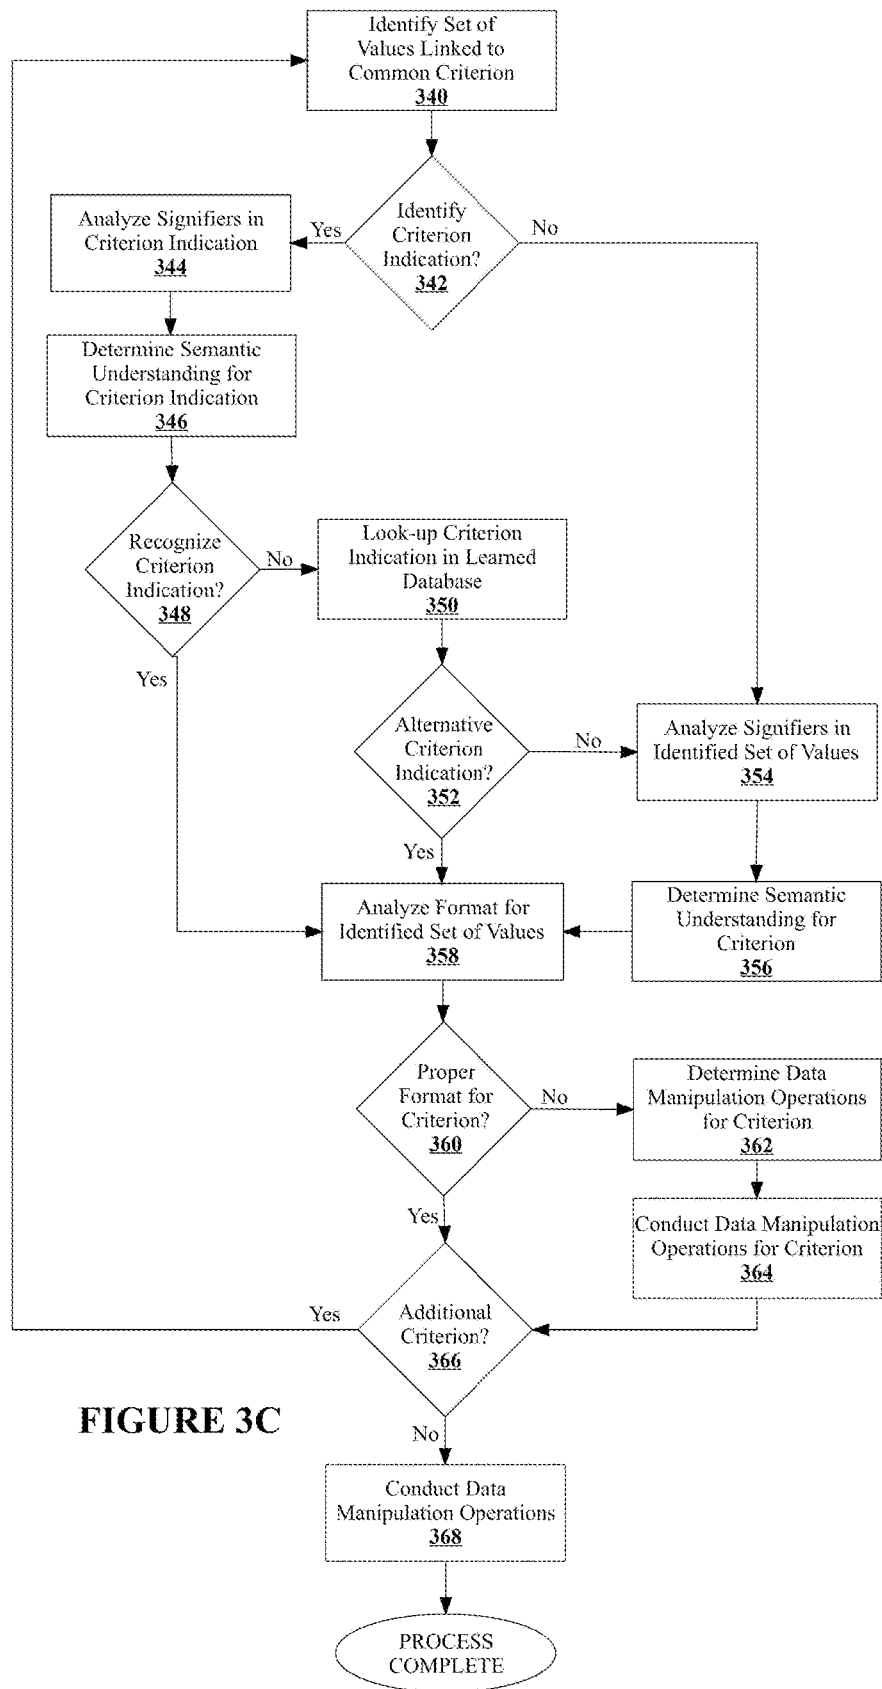 Identify Set of
Values Linked to
Common Criterion
340
Identify
Criterion
Indication?
342
Yes
No
Analyze Signifiers in
Criterion Indication
344
Determine Semantic
Understanding for
Criterion Indication
346
Recognize
Criterion
Indication?
348
No
Yes
Look-up Criterion
Indication in Learned
Database
350
Alternative
Criterion
Indication?
352
No
Yes
Analyze Signifiers in
Identified Set of Values
354
Determine Semantic
Understanding for
Criterion
356
Analyze Format for
Identified Set of Values
358
Proper
Format for
Criterion?
360
No
Yes
Determine Data
Manipulation Operations
for Criterion
362
Conduct Data Manipulation
Operations for Criterion
364
Additional
Criterion?
366
Yes
No
FIGURE 3C
Conduct Data
Manipulation Operations
368
PROCESS
COMPLETE